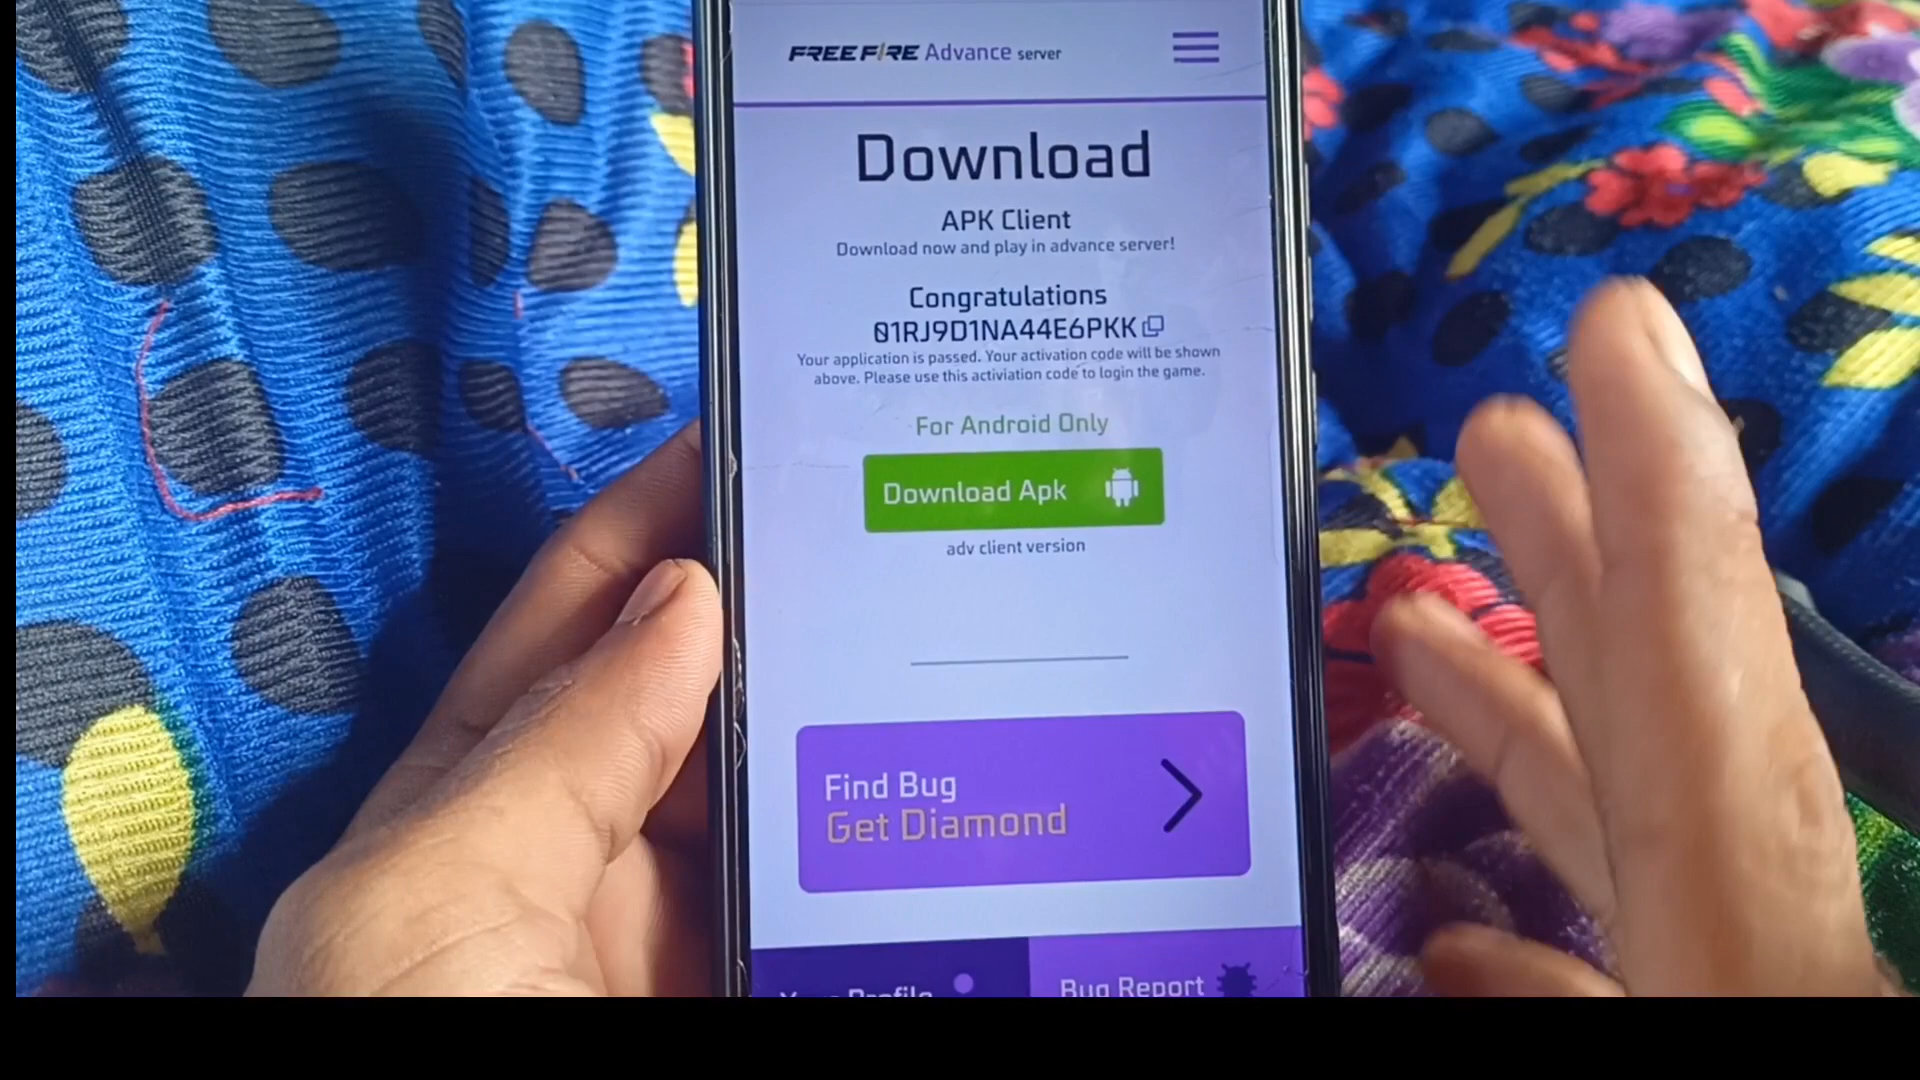 FREE FIRE Advance server
Download
APK Client
Download now and play in advance server!
Congratulations
01RJ9D1NA44E6PKK
Your application is passed. Your activation code will be shown
above. Please use this activiation code to login the game.
For Android Only
Download Apk
adv client version
Find Bug
Get Diamond
Your Profile
Bug Report